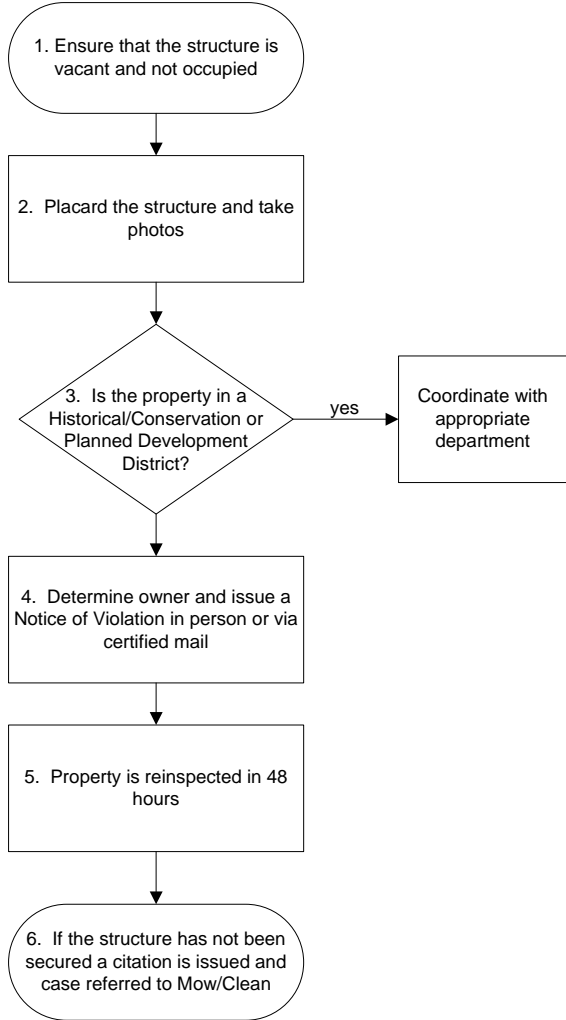 1. Ensure that the structure is
vacant and not occupied
2. Placard the structure and take
photos
3. Is the property in a
Historical/Conservation or
Planned Development
District?
yes
Coordinate with
appropriate
department
4. Determine owner and issue a
Notice of Violation in person or via
certified mail
5. Property is reinspected in 48
hours
6. If the structure has not been
secured a citation is issued and
case referred to Mow/Clean